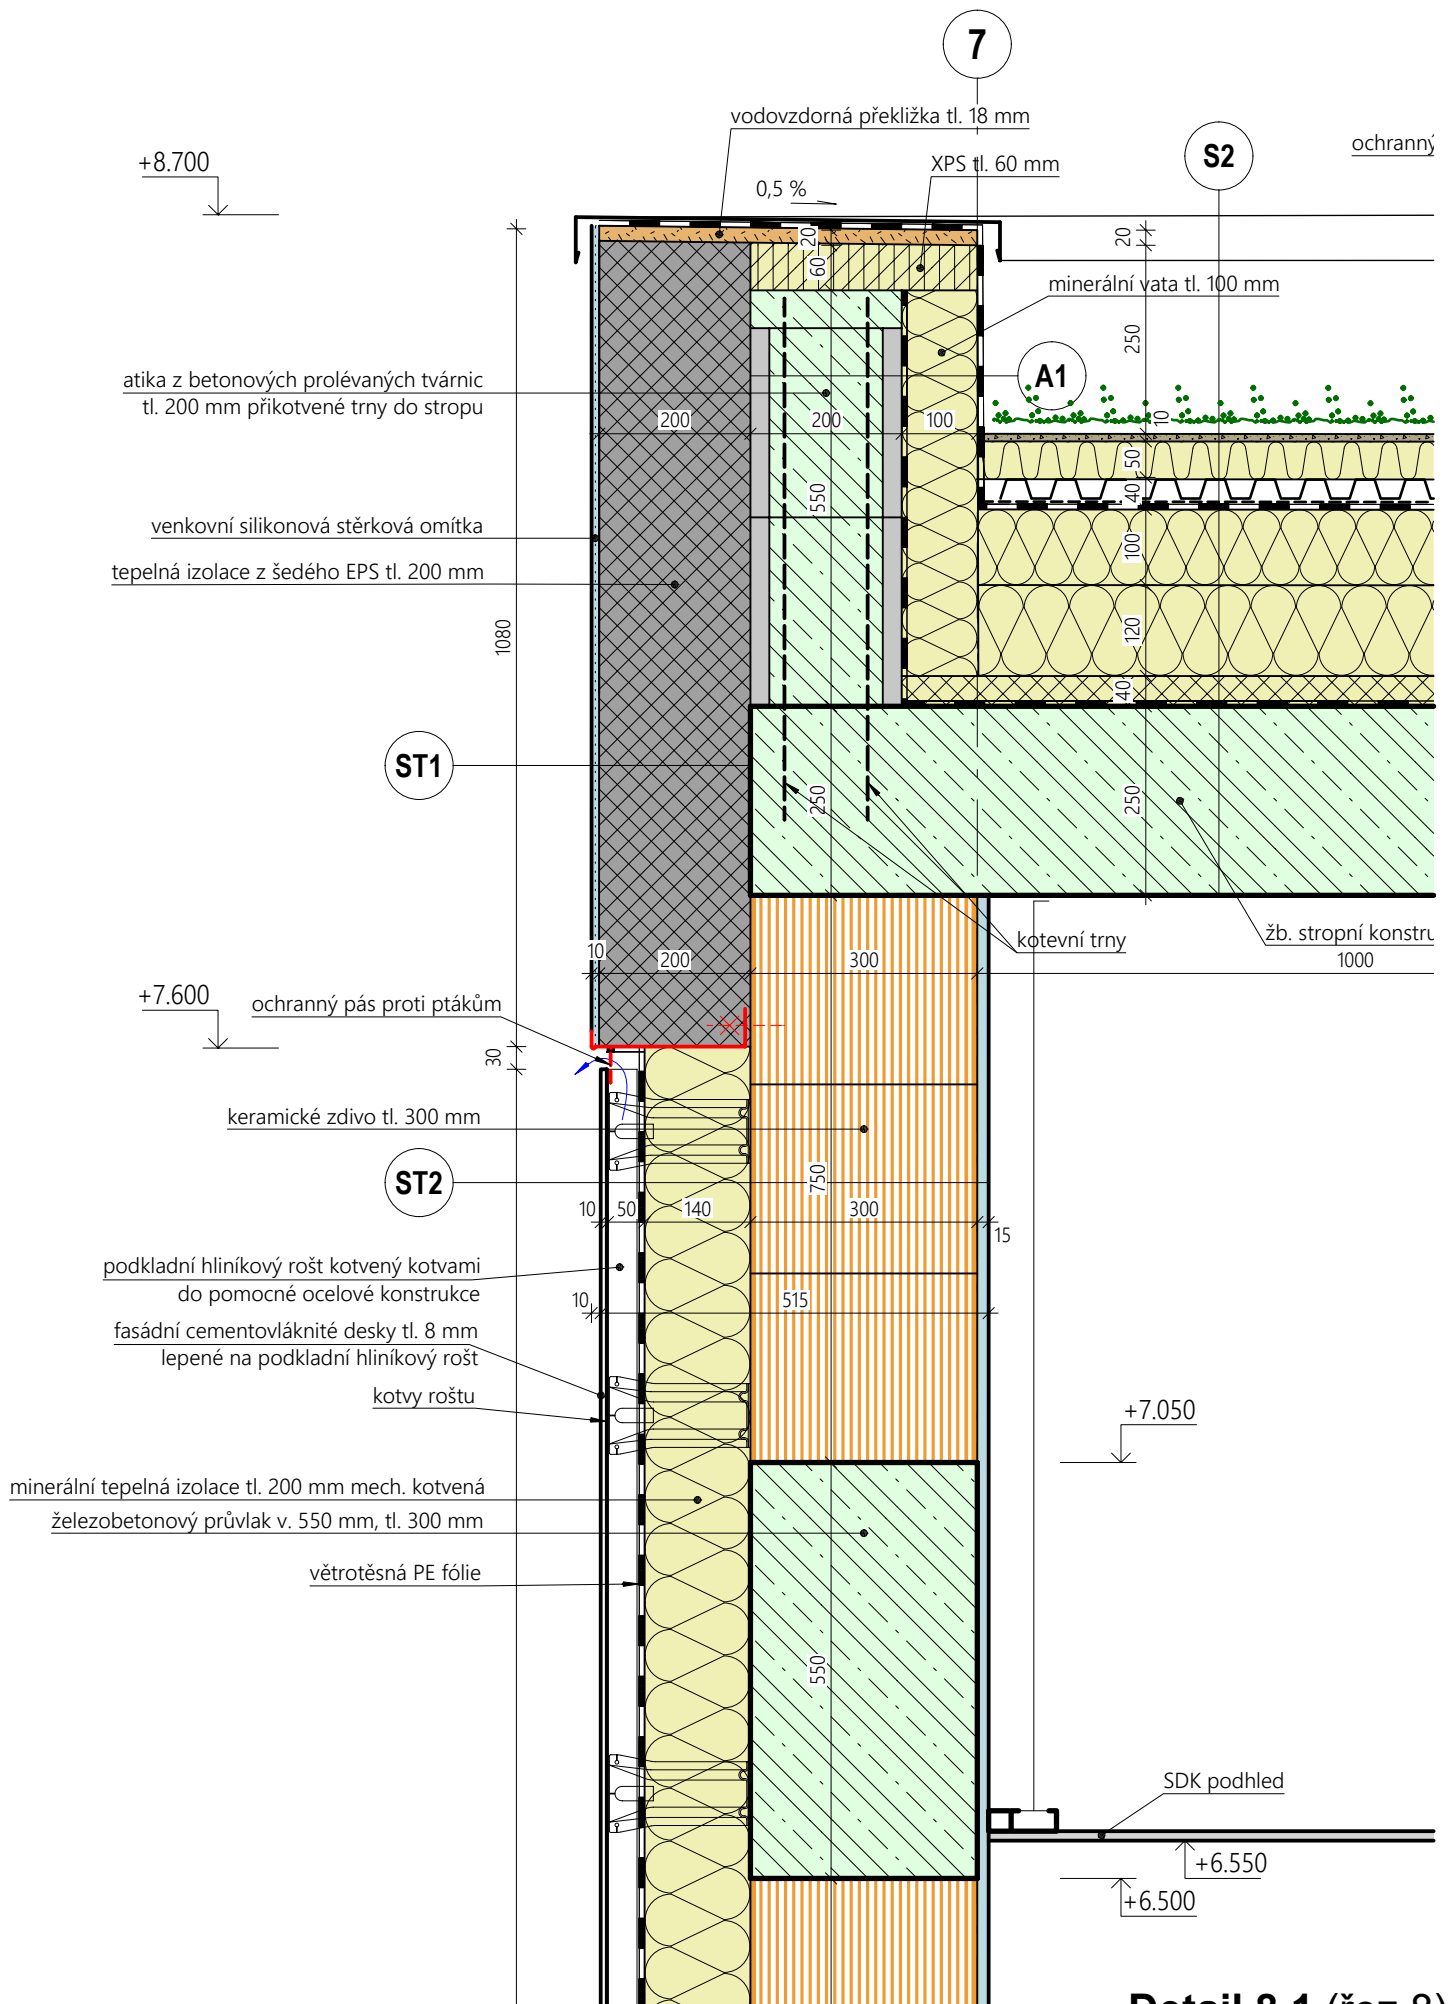 7
vodovzdorná překližka tl. 18 mm
S2
ochranný
+8.700
XPS tl. 60 mm
0,5 %
20
60
20
minerální vata tl. 100 mm
250
atika z betonových prolévaných tvárnic
tl. 200 mm přikotvené trny do stropu
A1
200
200
100
10
50
40
550
venkovní silikonová stěrková omítka
100
tepelná izolace z šedého EPS tl. 200 mm
1080
120
40
ST1
250
250
kotevní trny
žb. stropní konstru
10
200
300
1000
+7.600
ochranný pás proti ptákům
30
keramické zdivo tl. 300 mm
ST2
750
10
50
140
300
15
podkladní hliníkový rošt kotvený kotvami
do pomocné ocelové konstrukce
10
515
fasádní cementovláknité desky tl. 8 mm
lepené na podkladní hliníkový rošt
kotvy roštu
+7.050
minerální tepelná izolace tl. 200 mm mech. kotvená
železobetonový průvlak v. 550 mm, tl. 300 mm
větrotěsná PE fólie
550
SDK podhled
+6.550
+6.500
Detail 8.1 (řez 8)